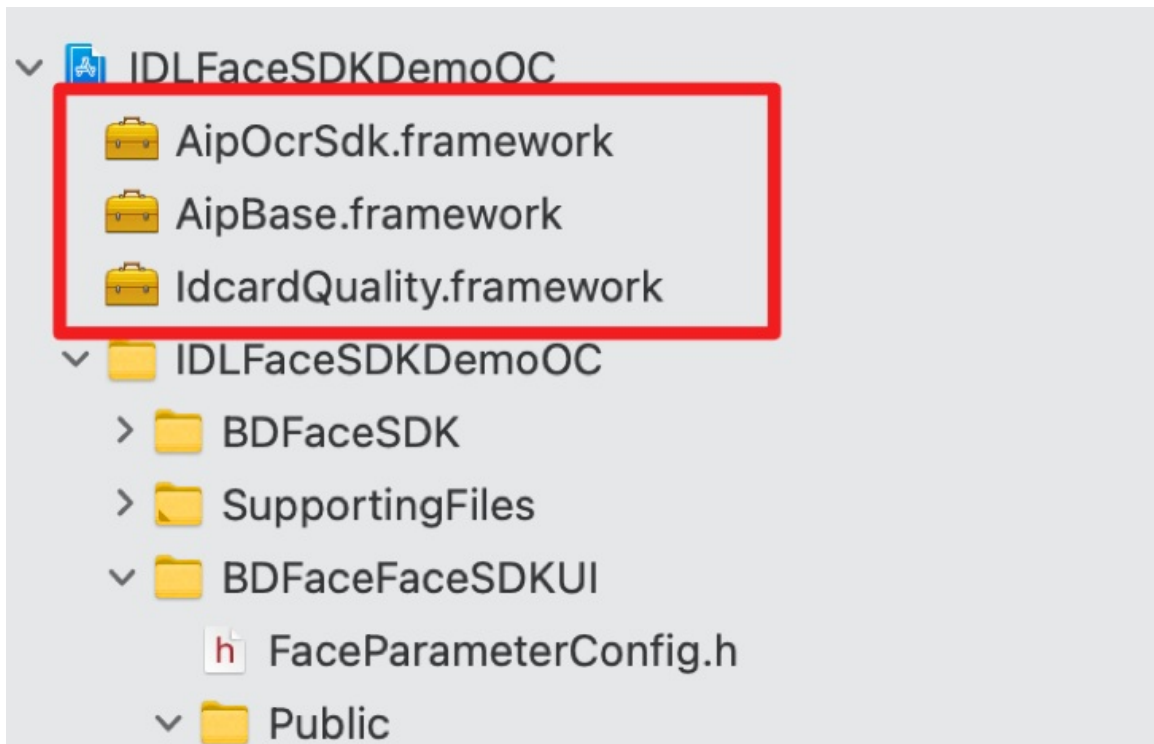 IDLFaceSDKDemoOC
AipOcrSdk.framework
AipBase.framework
IdcardQuality.framework
IDLFaceSDKDemoOC
BDFaceSDK
SupportingFiles
BDFaceFaceSDKUI
h FaceParameterConfig.h
Public